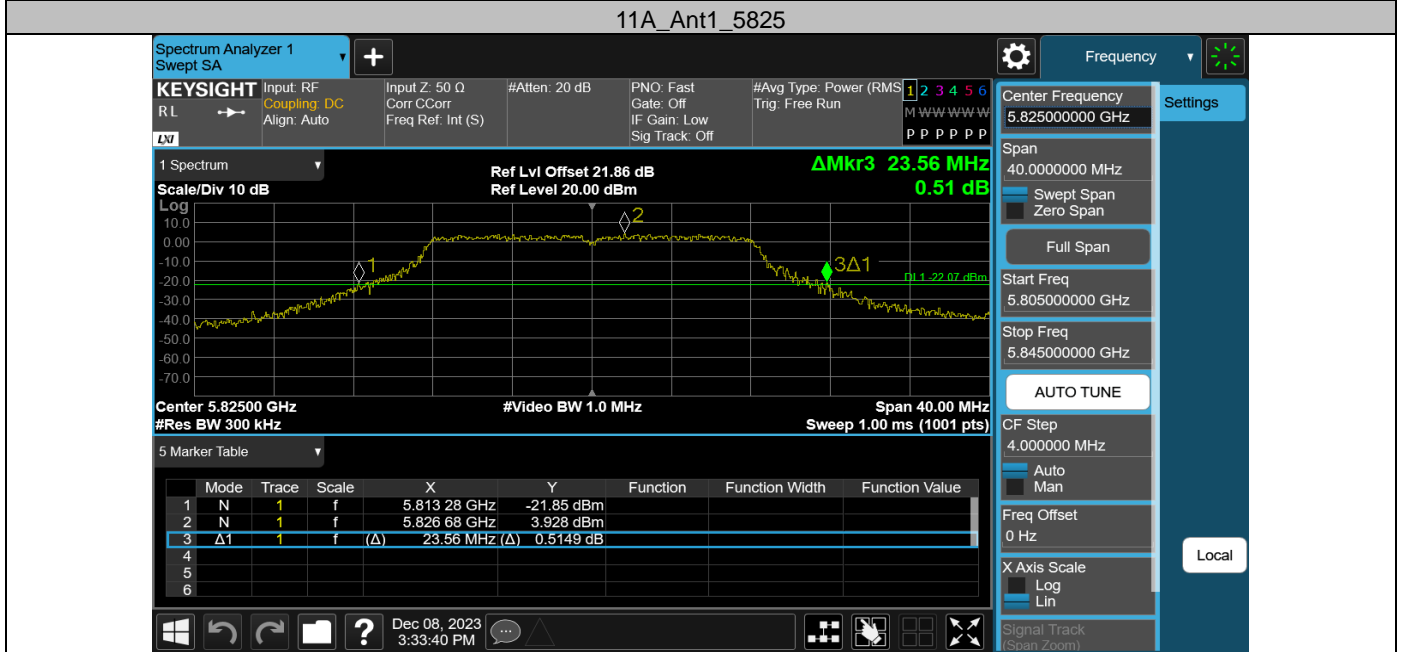 11A_Ant1_5825
Spectrum Analyzer 1
Swept SA
+
Frequency
KEYSIGHT
RL
LXI
Input: RF
Coupling: DC
Align: Auto
Input Z: 50 Ω
Corr CCorr
Freq Ref: Int (S)
#Atten: 20 dB
PNO: Fast
Gate: Off
IF Gain: Low
Sig Track: Off
#Avg Type: Power (RMS
Trig: Free Run
1 2 3 4 5 6
M W W W W W
P P P P P P
1 Spectrum
Scale/Div 10 dB
Ref Lvl Offset 21.86 dB
Ref Level 20.00 dBm
ΔMkr3 23.56 MHz
0.51 dB
Log
10.0
0.00
-10.0
-20.0
-30.0
-40.0
-50.0
-60.0
-70.0
1
2
3Δ1
DL1 -22.07 dBm
Center 5.82500 GHz
#Video BW 1.0 MHz
Span 40.00 MHz
#Res BW 300 kHz
Sweep 1.00 ms (1001 pts)
5 Marker Table
Mode Trace Scale X Y Function Function Width Function Value
1 N 1 f 5.813 28 GHz -21.85 dBm
2 N 1 f 5.826 68 GHz 3.928 dBm
3 Δ1 1 f (Δ) 23.56 MHz (Δ) 0.5149 dB
4
5
6
?
Dec 08, 2023
3:33:40 PM
Center Frequency
5.825000000 GHz
Settings
Span
40.0000000 MHz
Swept Span
Zero Span
Full Span
Start Freq
5.805000000 GHz
Stop Freq
5.845000000 GHz
AUTO TUNE
CF Step
4.000000 MHz
Auto
Man
Freq Offset
0 Hz
Local
X Axis Scale
Log
Lin
Signal Track
(Span Zoom)